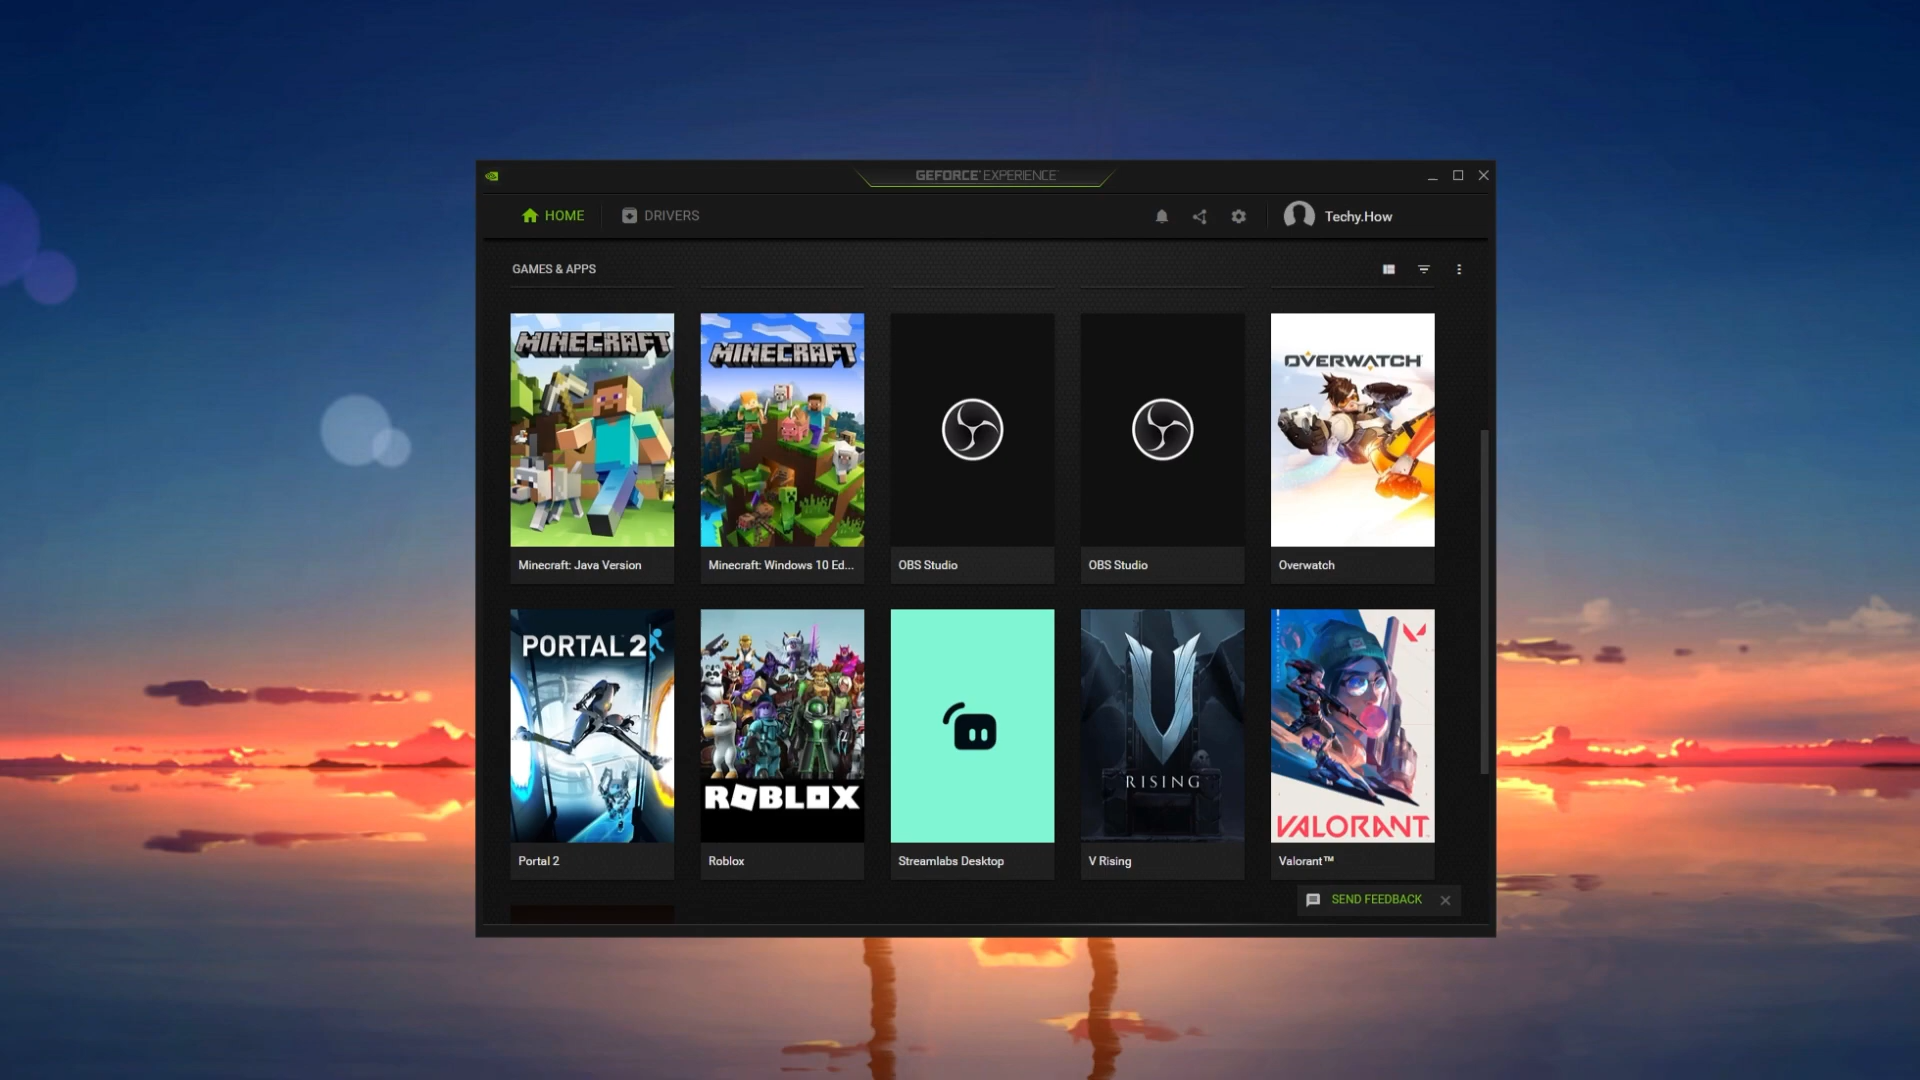 GEFORCE EXPERIENCE
HOME
DRIVERS
Techy.How
GAMES & APPS
MINECRAFT
MINECRAFT
OVERWATCH
Minecraft: Java Version
Minecraft: Windows 10 Ed...
OBS Studio
OBS Studio
Overwatch
PORTAL 2
ROBLOX
V
RISING
VALORANT
Portal 2
Roblox
Streamlabs Desktop
V Rising
Valorant™
SEND FEEDBACK